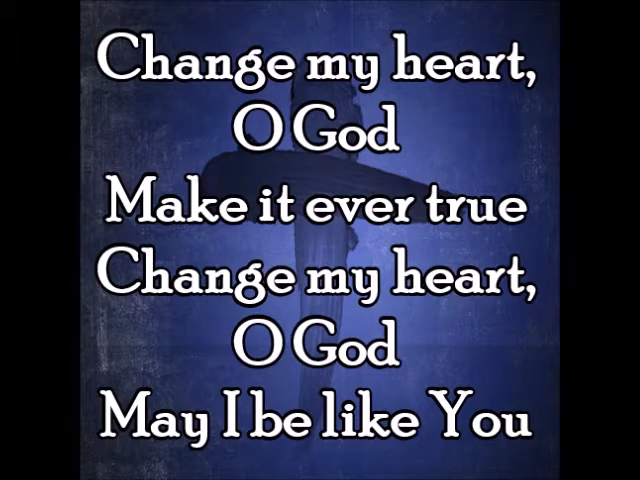 Change my heart,
O God
Make it ever true
Change my heart,
O God
May I be like You